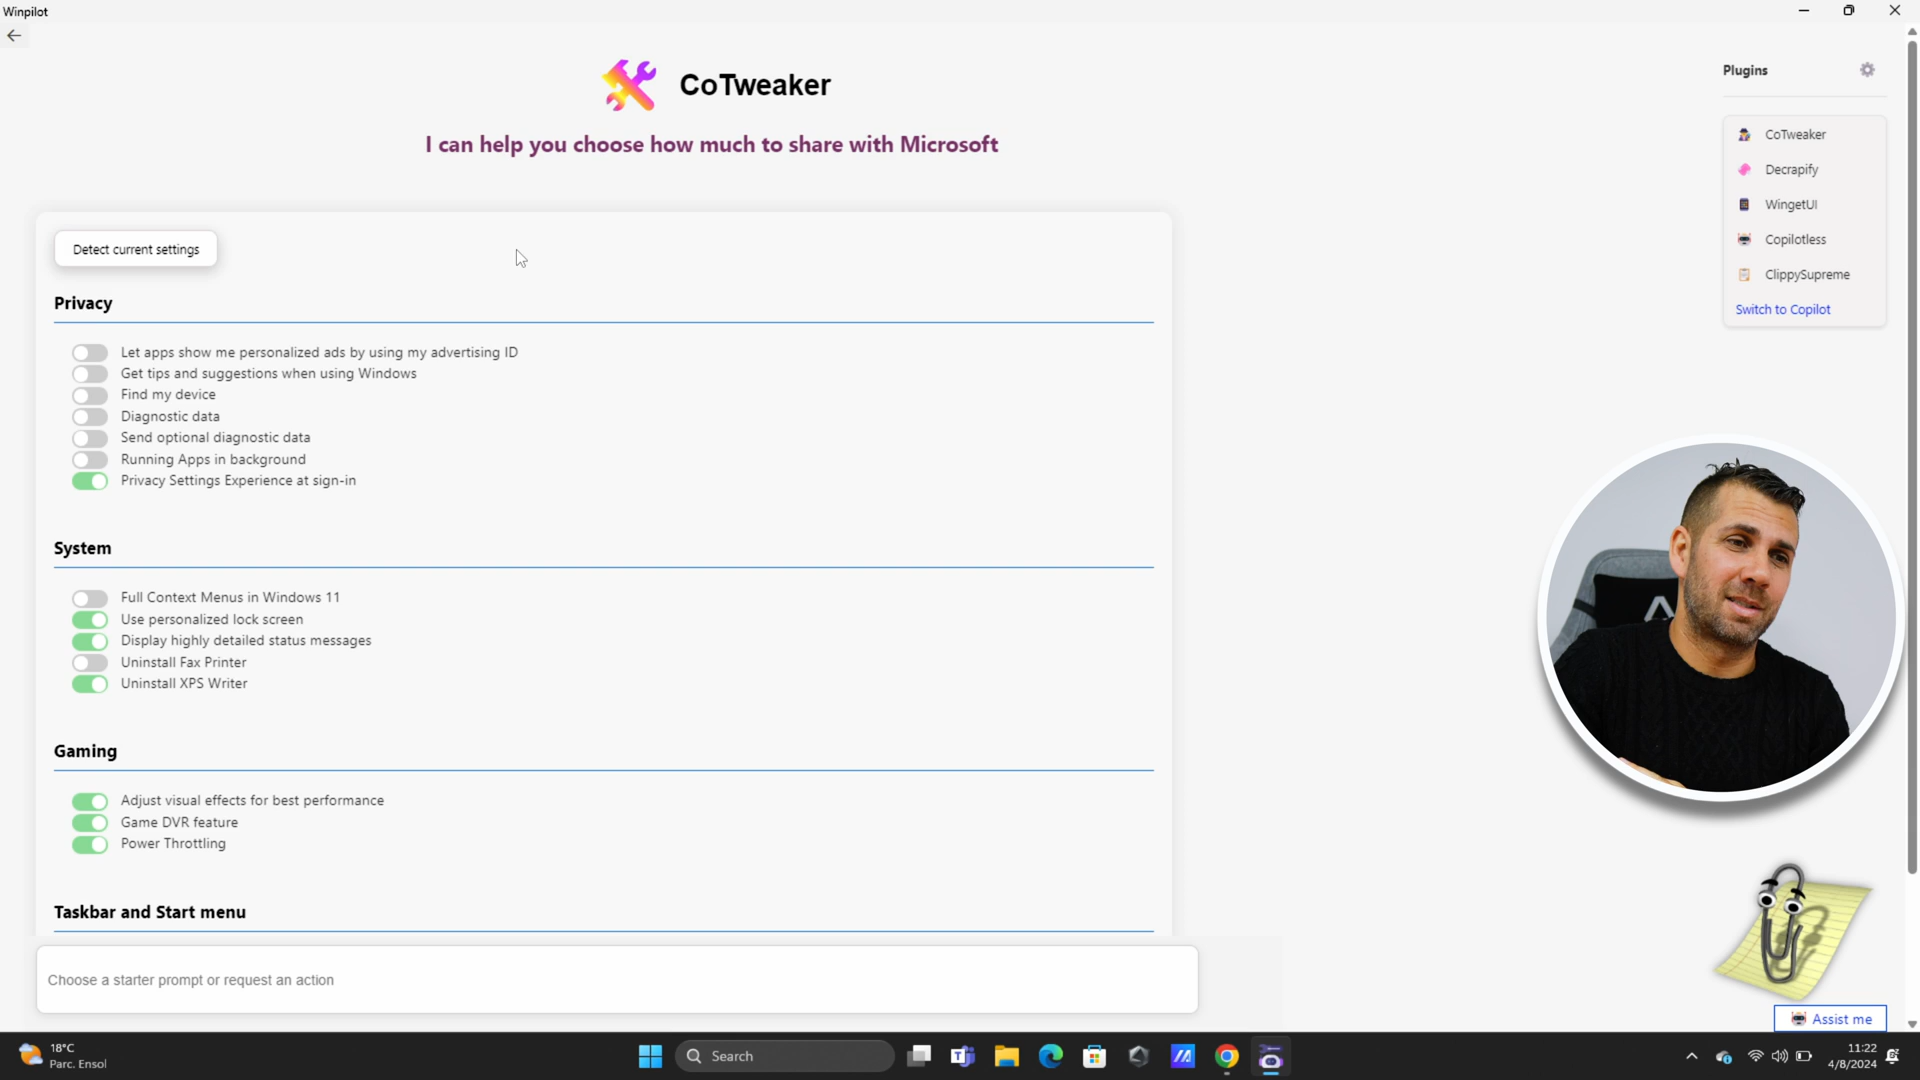 Winpilot
CoTweaker
I can help you choose how much to share with Microsoft
Plugins
CoTweaker
Decrapify
WingetUI
Copilotless
ClippySupreme
Switch to Copilot
Detect current settings
Privacy
Let apps show me personalized ads by using my advertising ID
Get tips and suggestions when using Windows
Find my device
Diagnostic data
Send optional diagnostic data
Running Apps in background
Privacy Settings Experience at sign-in
System
Full Context Menus in Windows 11
Use personalized lock screen
Display highly detailed status messages
Uninstall Fax Printer
Uninstall XPS Writer
Gaming
Adjust visual effects for best performance
Game DVR feature
Power Throttling
Taskbar and Start menu
Choose a starter prompt or request an action
Assist me
18°C
Parc. Ensol
Search
11:22
4/8/2024